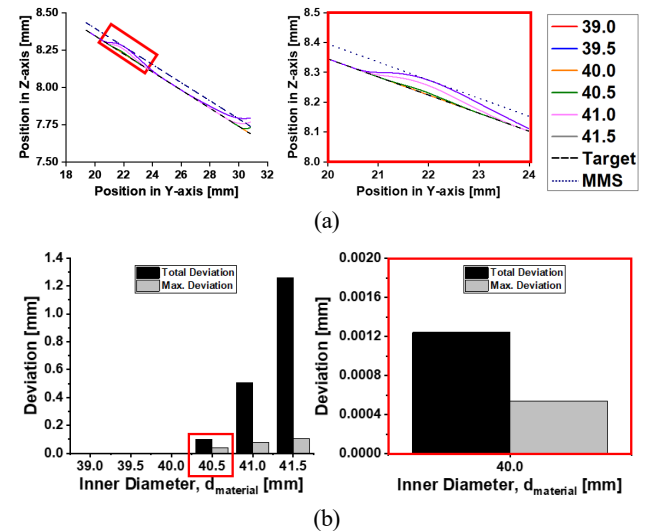 8.50
8.25
8.00
7.75
7.50
Position in Z-axis [mm]
18 20 22 24 26 28 30 32
Position in Y-axis [mm]
8.5
8.4
8.3
8.2
8.1
8.0
Position in Z-axis [mm]
20 21 22 23 24
Position in Y-axis [mm]
39.0
39.5
40.0
40.5
41.0
41.5
Target
MMS
(a)
1.4
1.2
1.0
0.8
0.6
0.4
0.2
0.0
Deviation [mm]
Total Deviation
Max. Deviation
39.0 39.5 40.0 40.5 41.0 41.5
Inner Diameter, d_material [mm]
0.0020
0.0016
0.0012
0.0008
0.0004
0.0000
Deviation [mm]
Total Deviation
Max. Deviation
40.0
Inner Diameter, d_material [mm]
(b)